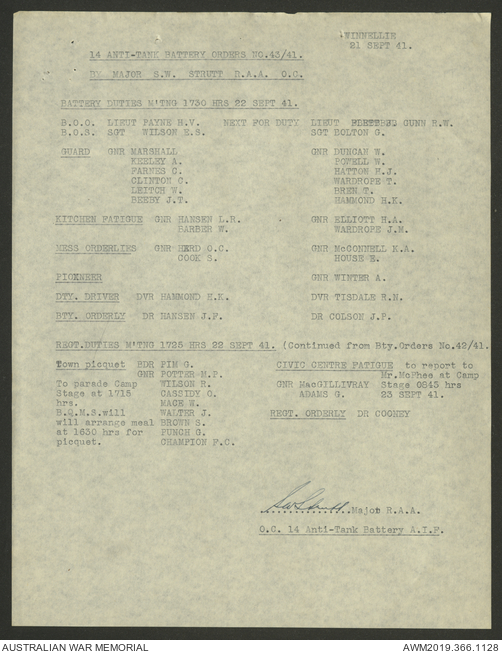 WINNELLIE
21 SEPT 41.
14 ANTI-TANK BATTERY ORDERS NO.43/41.
BY MAJOR S.W. STRUTT R.A.A. O.C.
BATTERY DUTIES M'TNG 1730 HRS 22 SEPT 41.
B.D.O. LIEUT PAYNE H.V. NEXT FOR DUTY LIEUT GUNN R.W.
B.O.S. SGT WILSON E.S. SGT BOLTON G.
GUARD GNR MARSHALL GNR DUNCAN W.
KEELEY A. POWELL W.
FARNES C. HATTON H.J.
CLINTON C. WARDROPE T.
LEITCH W. BREN T.
BEEBY J.T. HAMMOND H.K.
KITCHEN FATIGUE GNR HANSEN L.R. GNR ELLIOTT H.A.
BARBER W. WARDROPE J.M.
MESS ORDERLIES GNR HERD O.C. GNR McCONNELL K.A.
COOK S. HOUSE E.
PIONEER GNR WINTER A.
DTY. DRIVER DVR HAMMOND H.K. DVR TISDALE R.N.
BTY. ORDERLY DR HANSEN J.F. DR COLSON J.P.
REGT.DUTIES M'TNG 1725 HRS 22 SEPT 41. (Continued from Bty.Orders No.42/41.
Town picquet BDR PIM G. CIVIC CENTRE FATIGUE to report to
GNR POTTER M.P. Mr.McPhee at Camp
To parade Camp WILSON R. GNR MacGILLIVRAY Stage 0845 hrs
Stage at 1715 CASSIDY O. ADAMS G. 23 SEPT 41.
hrs. MACE W.
B.Q.M.S.will WALTER J. REGT. ORDERLY DR COONEY
will arrange meal BROWN S.
at 1630 hrs for PUNCH G.
picquet. CHAMPION F.C.
SW Strutt Major R.A.A.
O.C. 14 Anti-Tank Battery A.I.F.
AUSTRALIAN WAR MEMORIAL
AWM2019.366.1128